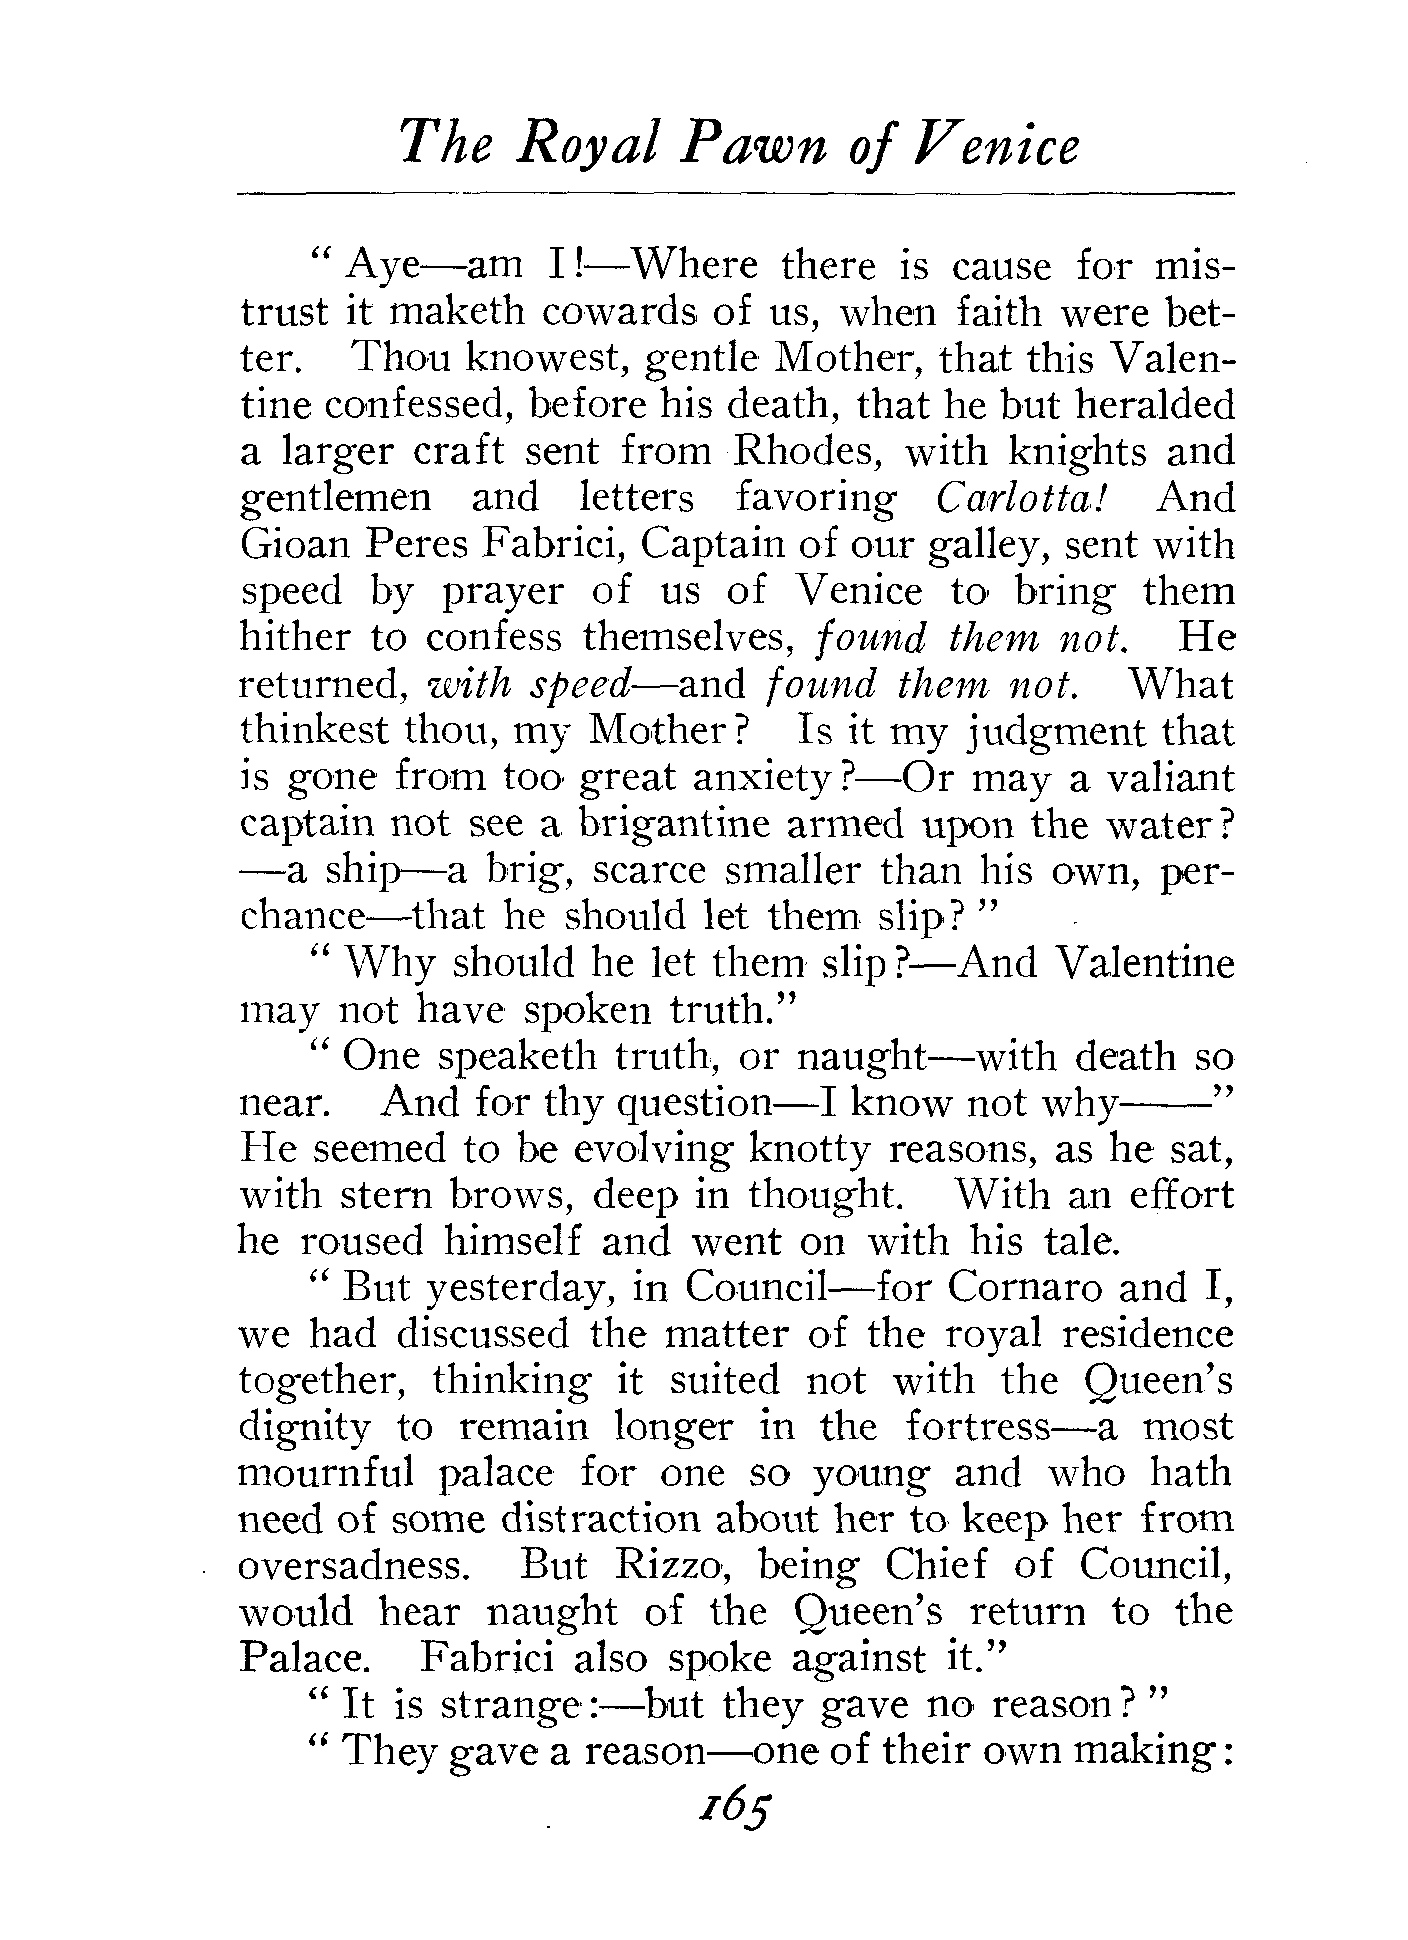 The Royal Pawn of Venice
" Aye—am I!—Where there is cause for mis-
trust it maketh cowards of us, when faith were bet-
ter. Thou knowest, gentle Mother, that this Valen-
tine confessed, before his death, that he but heralded
a larger craft sent from Rhodes, with knights and
gentlemen and letters favoring Carlotta! And
Gioan Peres Fabrici, Captain of our galley, sent with
speed by prayer of us of Venice to bring them
hither to confess themselves, found them not. He
returned, with speed—and found them not. What
thinkest thou, my Mother? Is it my judgment that
is gone from too great anxiety?—Or may a valiant
captain not see a brigantine armed upon the water?
—a ship—a brig, scarce smaller than his own, per-
chance—that he should let them slip? "
" Why should he let them slip?—And Valentine
may not have spoken truth."
" One speaketh truth, or naught—with death so
near. And for thy question—I know not why——"
He seemed to be evolving knotty reasons, as he sat,
with stern brows, deep in thought. With an effort
he roused himself and went on with his tale.
" But yesterday, in Council—for Cornaro and I,
we had discussed the matter of the royal residence
together, thinking it suited not with the Queen's
dignity to remain longer in the fortress—a most
mournful palace for one so young and who hath
need of some distraction about her to keep her from
oversadness. But Rizzo, being Chief of Council,
would hear naught of the Queen's return to the
Palace. Fabrici also spoke against it."
" It is strange:—but they gave no reason? "
" They gave a reason—one of their own making:
165